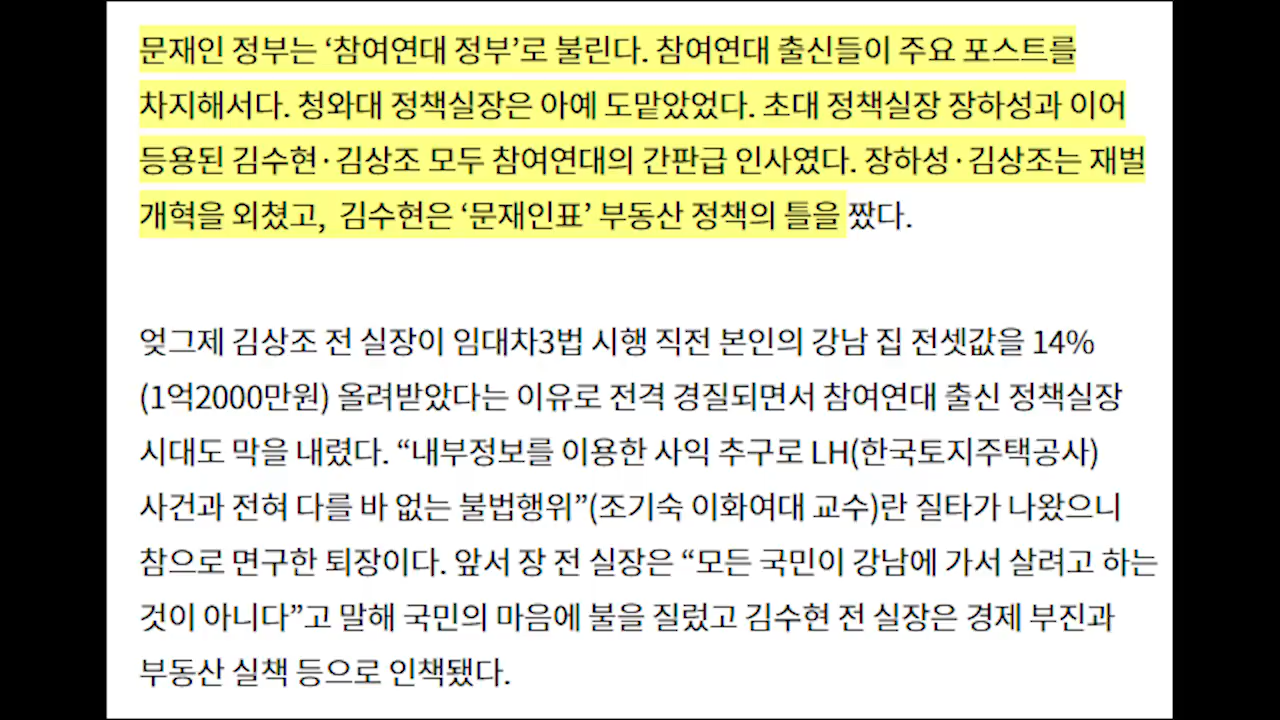 문재인 정부는 ‘참여연대 정부’로 불린다. 참여연대 출신들이 주요 포스트를
차지해서다. 청와대 정책실장은 아예 도맡았었다. 초대 정책실장 장하성과 이어
등용된 김수현·김상조 모두 참여연대의 간판급 인사였다. 장하성·김상조는 재벌
개혁을 외쳤고, 김수현은 ‘문재인표’ 부동산 정책의 틀을 짰다.
엊그제 김상조 전 실장이 임대차3법 시행 직전 본인의 강남 집 전셋값을 14%
(1억2000만원) 올려받았다는 이유로 전격 경질되면서 참여연대 출신 정책실장
시대도 막을 내렸다. “내부정보를 이용한 사익 추구로 LH(한국토지주택공사)
사건과 전혀 다를 바 없는 불법행위”(조기숙 이화여대 교수)란 질타가 나왔으니
참으로 면구한 퇴장이다. 앞서 장 전 실장은 “모든 국민이 강남에 가서 살려고 하는
것이 아니다”고 말해 국민의 마음에 불을 질렀고 김수현 전 실장은 경제 부진과
부동산 실책 등으로 인책됐다.